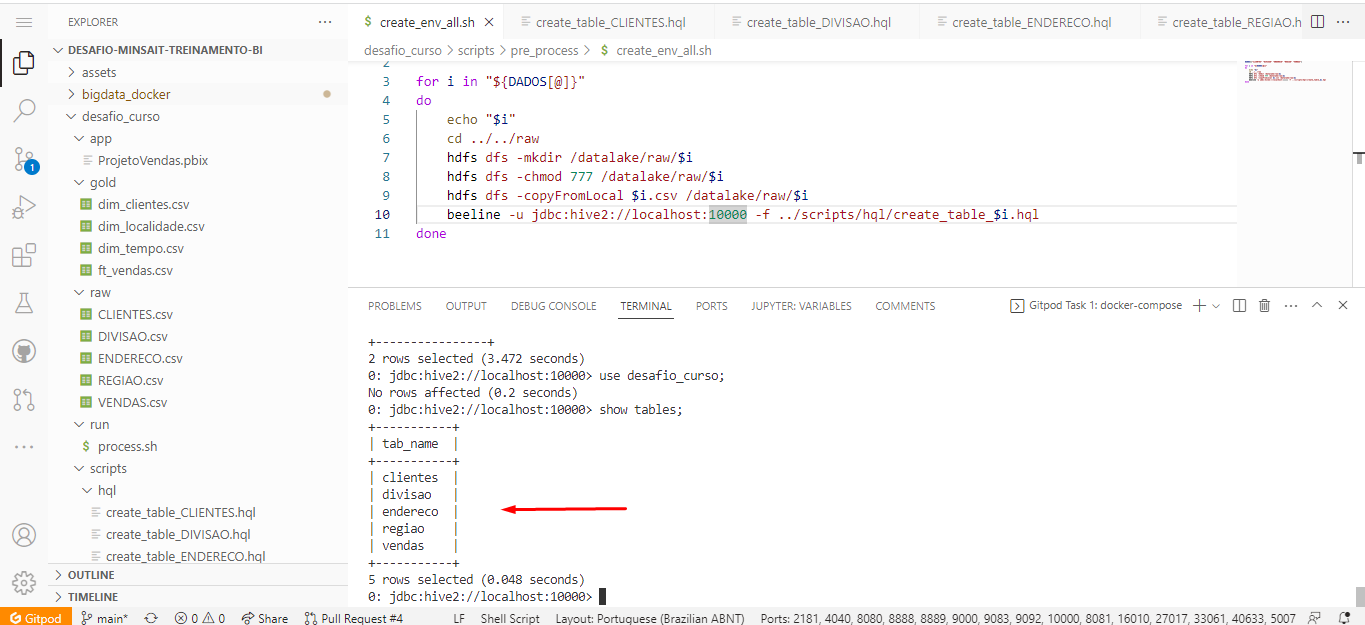 EXPLORER
DESAFIO-MINSAIT-TREINAMENTO-BI
assets
bigdata_docker
desafio_curso
app
ProjetoVendas.pbix
gold
dim_clientes.csv
dim_localidade.csv
dim_tempo.csv
ft_vendas.csv
raw
CLIENTES.csv
DIVISAO.csv
ENDERECO.csv
REGIAO.csv
VENDAS.csv
run
$ process.sh
scripts
hql
create_table_CLIENTES.hql
create_table_DIVISAO.hql
create_table_ENDERECO.hql
OUTLINE
TIMELINE
1
$ create_env_all.sh
create_table_CLIENTES.hql
create_table_DIVISAO.hql
create_table_ENDERECO.hql
create_table_REGIAO.h
desafio_curso > scripts > pre_process > $ create_env_all.sh
2
3 for i in "${DADOS[@]}"
4 do
5 echo "$i"
6 cd ../../raw
7 hdfs dfs -mkdir /datalake/raw/$i
8 hdfs dfs -chmod 777 /datalake/raw/$i
9 hdfs dfs -copyFromLocal $i.csv /datalake/raw/$i
10 beeline -u jdbc:hive2://localhost:10000 -f ../scripts/hql/create_table_$i.hql
11 done
PROBLEMS OUTPUT DEBUG CONSOLE TERMINAL PORTS JUPYTER: VARIABLES COMMENTS
Gitpod Task 1: docker-compose
+----------------+
2 rows selected (3.472 seconds)
0: jdbc:hive2://localhost:10000> use desafio_curso;
No rows affected (0.2 seconds)
0: jdbc:hive2://localhost:10000> show tables;
+-----------+
| tab_name |
+-----------+
| clientes |
| divisao |
| endereco |
| regiao |
| vendas |
+-----------+
5 rows selected (0.048 seconds)
0: jdbc:hive2://localhost:10000>
Gitpod main* 0 0 Share Pull Request #4 LF Shell Script Layout: Portuguese (Brazilian ABNT) Ports: 2181, 4040, 8080, 8888, 8889, 9000, 9083, 9092, 10000, 8081, 16010, 27017, 33061, 40633, 5007